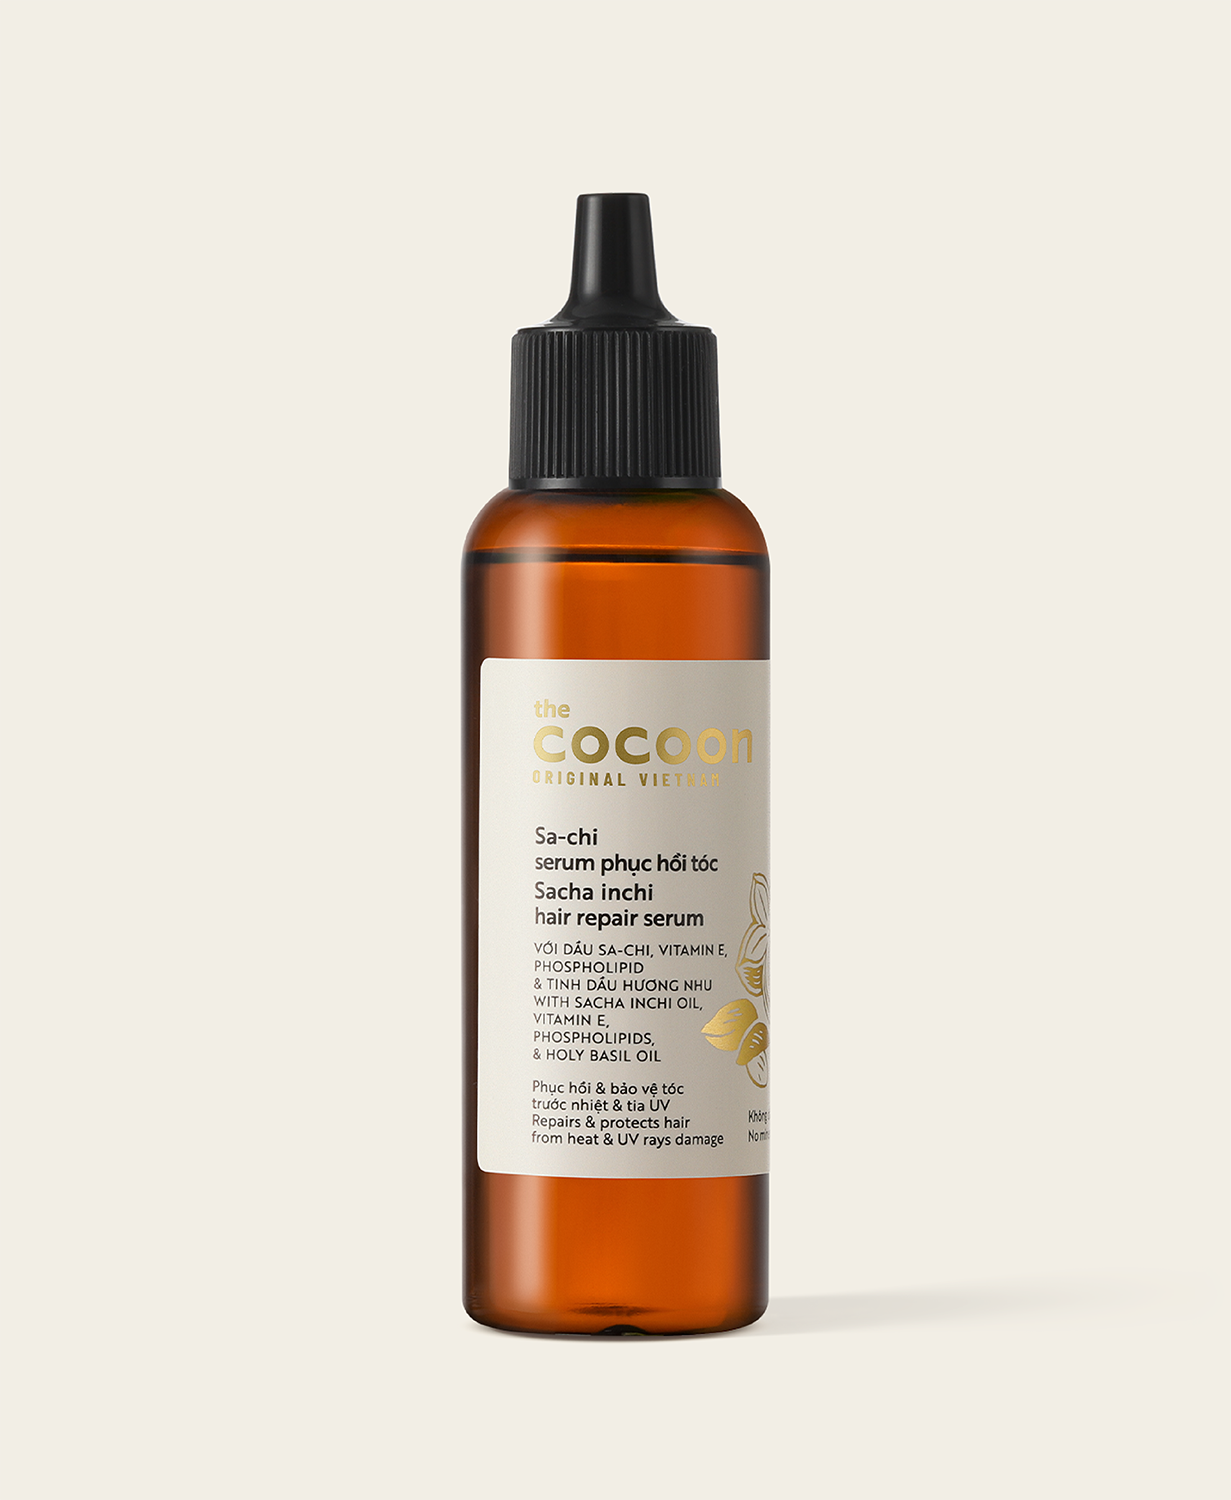 the
cocoon
ORIGINAL VIETNAM
Sa-chi
serum phục hồi tóc
Sacha inchi
hair repair serum
VỚI DẦU SA-CHI, VITAMIN E,
PHOSPHOLIPID
& TINH DẦU HƯƠNG NHU
WITH SACHA INCHI OIL,
VITAMIN E,
PHOSPHOLIPIDS,
& HOLY BASIL OIL
Phục hồi & bảo vệ tóc
trước nhiệt & tia UV
Repairs & protects hair
from heat & UV rays damage
Không
No